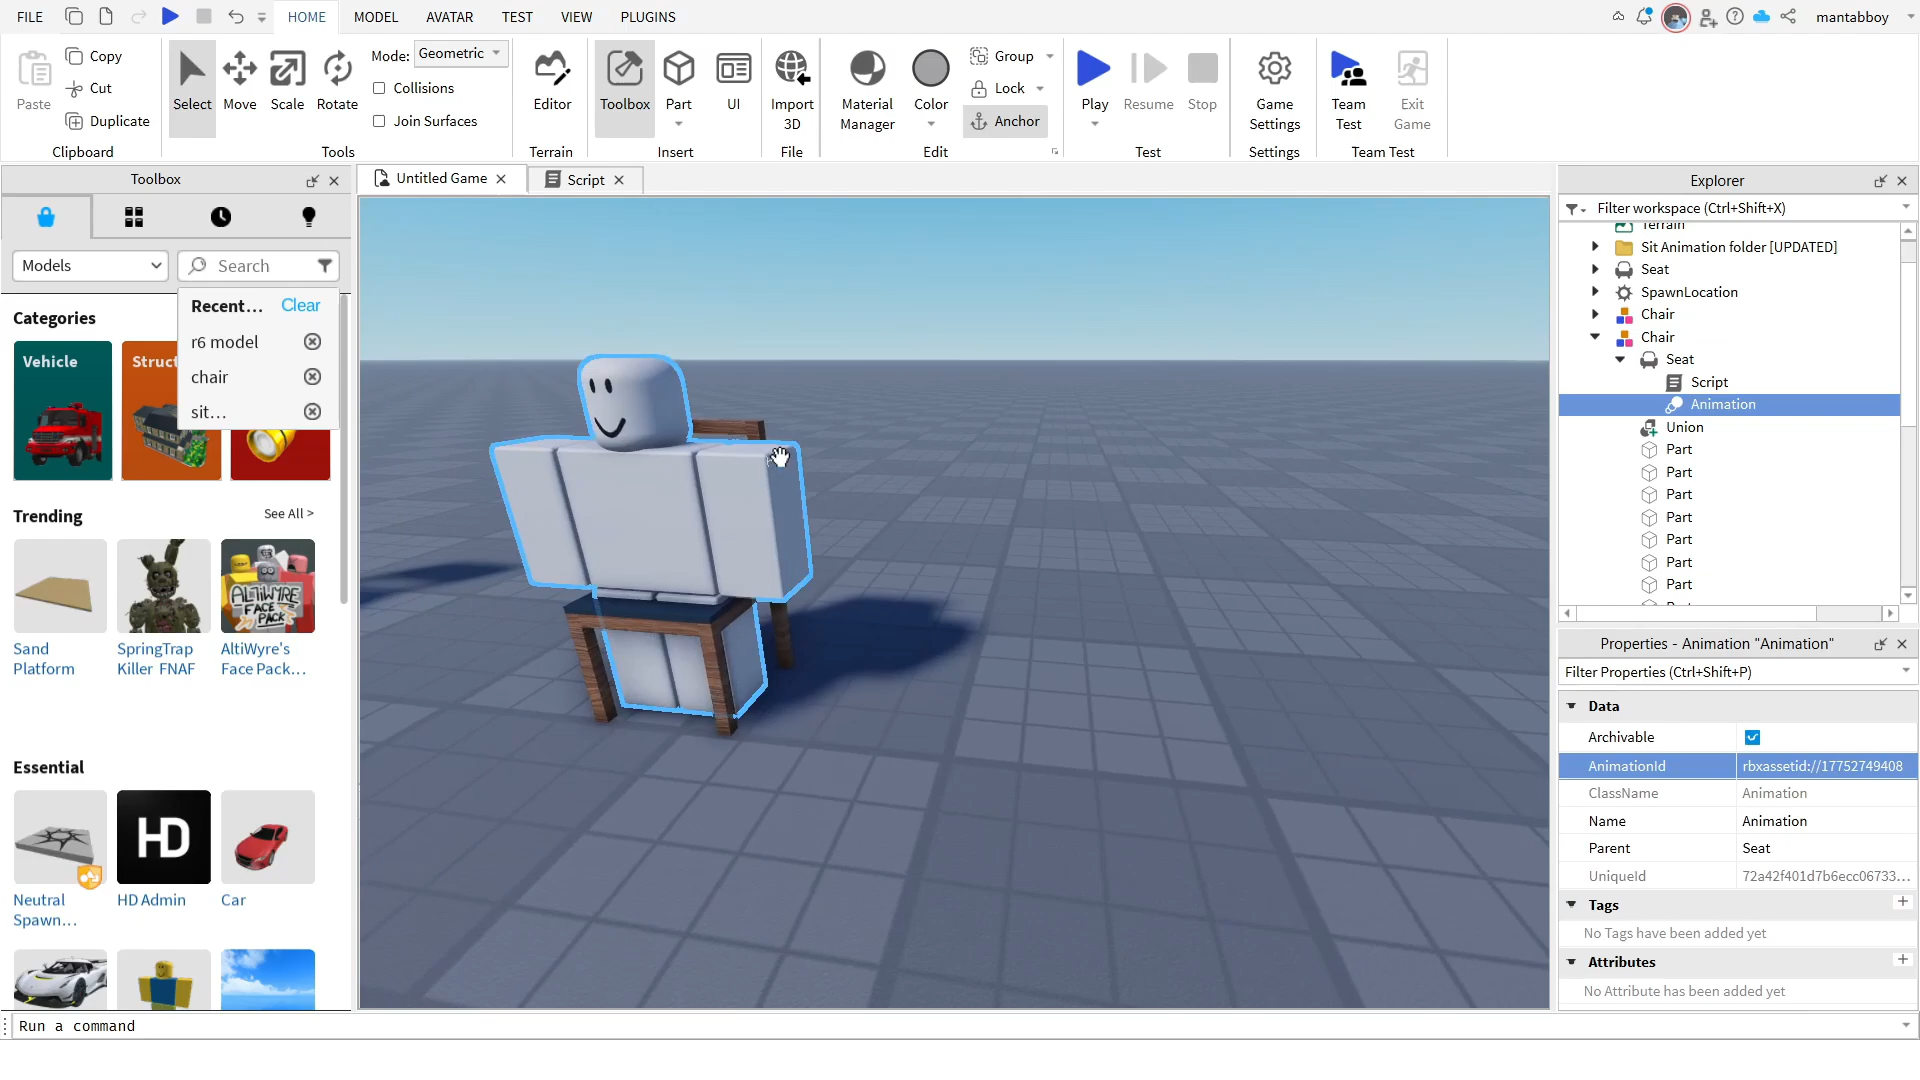 FILE
HOME
MODEL
AVATAR
TEST
VIEW
PLUGINS
mantabboy
Paste
Copy
Cut
Duplicate
Clipboard
Select
Move
Scale
Rotate
Mode: Geometric
Collisions
Join Surfaces
Tools
Editor
Terrain
Toolbox
Part
UI
Insert
Import
3D
File
Material
Manager
Color
Group
Lock
Anchor
Edit
Play
Resume
Stop
Test
Game
Settings
Settings
Team
Test
Exit
Game
Team Test
Toolbox
Models
Search
Recent... Clear
r6 model
chair
sit...
Categories
Vehicle
Struct
Trending
See All >
ALTIWYRE
FACE PACK
Sand
Platform
SpringTrap
Killer FNAF
AltiWyre's
Face Pack...
Essential
HD
Neutral
Spawn...
HD Admin
Car
Untitled Game
Script
Explorer
Filter workspace (Ctrl+Shift+X)
Terrain
Sit Animation folder [UPDATED]
Seat
SpawnLocation
Chair
Chair
Seat
Script
Animation
Union
Part
Part
Part
Part
Part
Part
Part
Properties - Animation "Animation"
Filter Properties (Ctrl+Shift+P)
Data
Archivable
AnimationId rbxassetid://17752749408
ClassName Animation
Name Animation
Parent Seat
UniqueId 72a42f401d7b6ecc06733...
Tags
No Tags have been added yet
Attributes
No Attribute has been added yet
Run a command